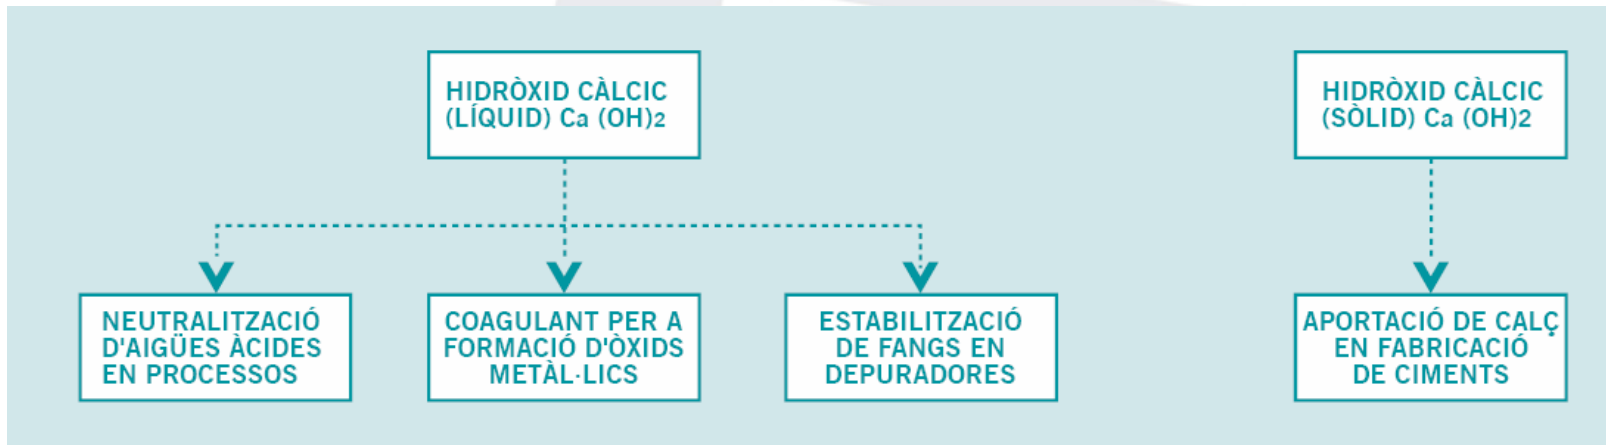 HIDRÒXID CÀLCIC
(LÍQUID) Ca (OH)2
HIDRÒXID CÀLCIC
(SÒLID) Ca (OH)2
NEUTRALITZACIÓ
D'AIGÜES ÀCIDES
EN PROCESSOS
COAGULANT PER A
FORMACIÓ D'ÒXIDS
METÀL·LICS
ESTABILITZACIÓ
DE FANGS EN
DEPURADORES
APORTACIÓ DE CALÇ
EN FABRICACIÓ
DE CIMENTS